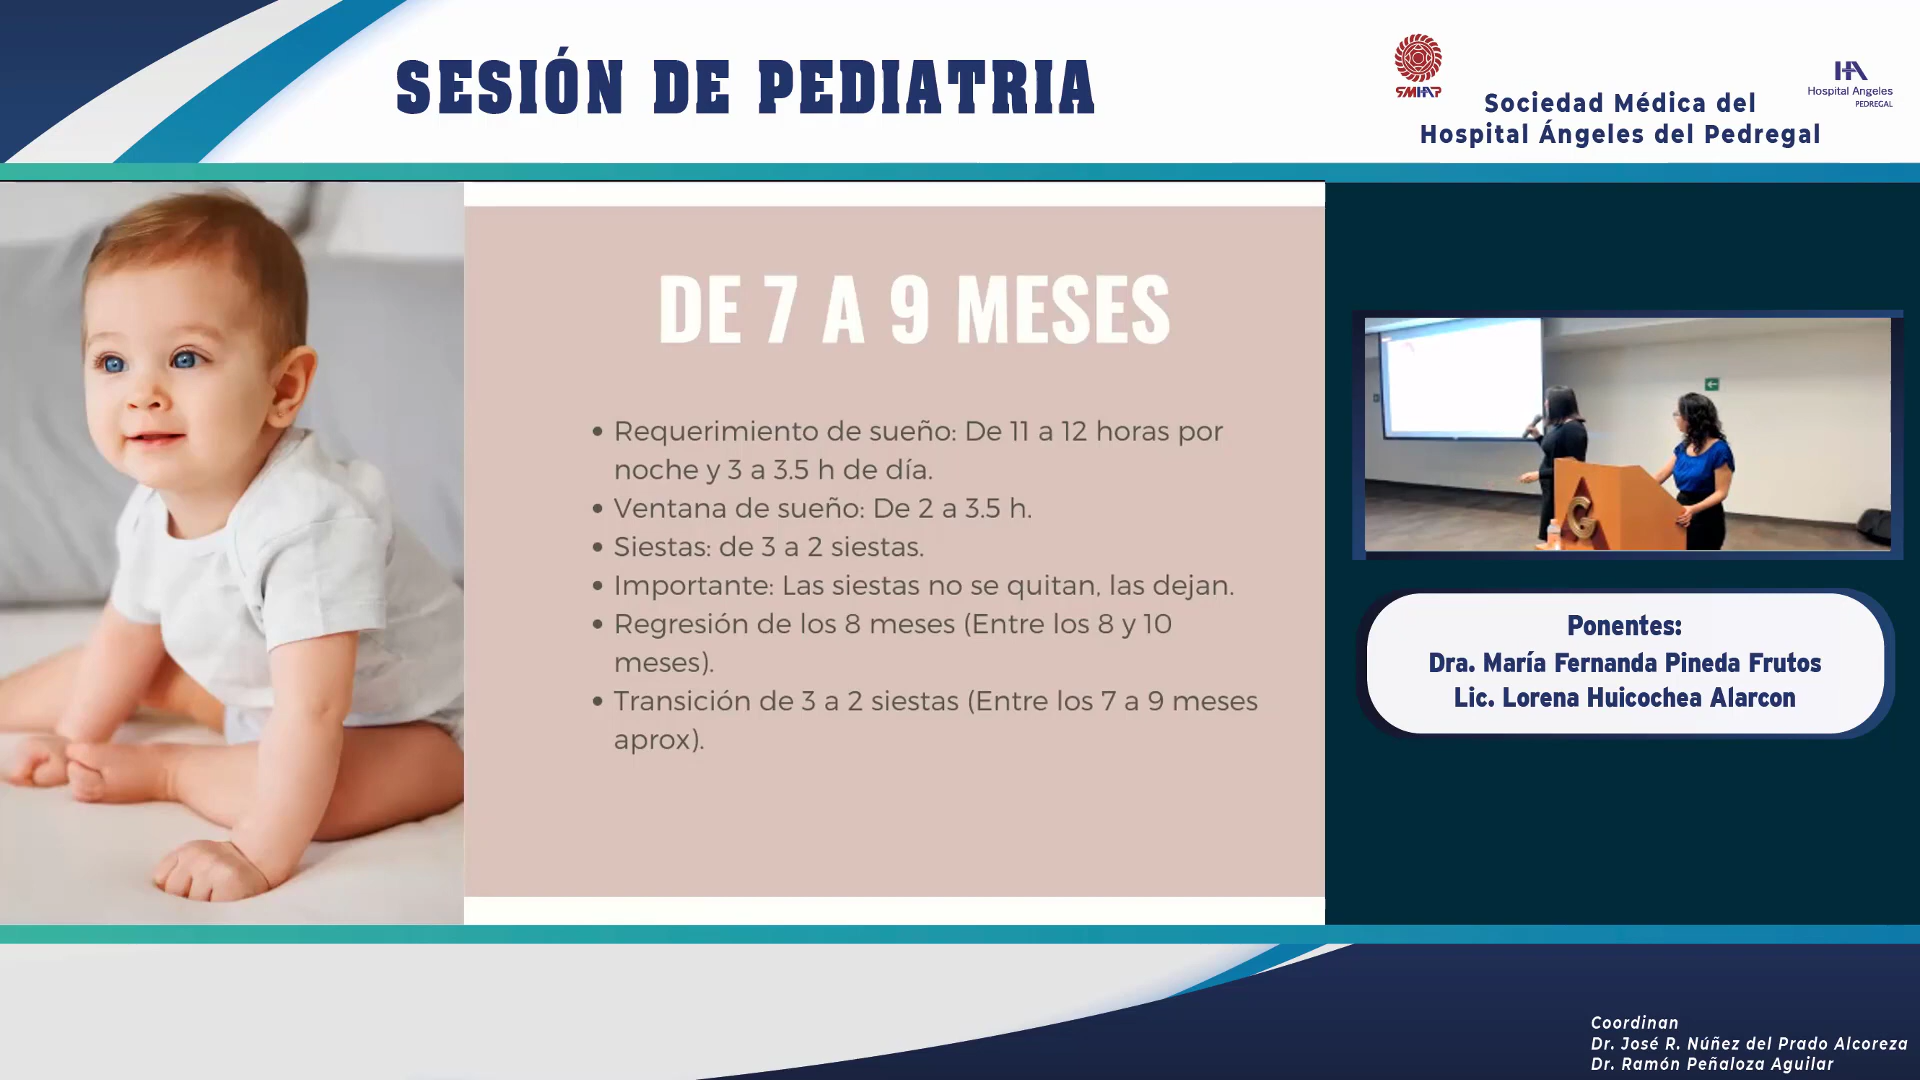 SESIÓN DE PEDIATRIA
SMHAP
Sociedad Médica del
Hospital Ángeles del Pedregal
HA
Hospital Angeles
PEDREGAL
DE 7 A 9 MESES
• Requerimiento de sueño: De 11 a 12 horas por
noche y 3 a 3.5 h de día.
• Ventana de sueño: De 2 a 3.5 h.
• Siestas: de 3 a 2 siestas.
• Importante: Las siestas no se quitan, las dejan.
• Regresión de los 8 meses (Entre los 8 y 10
meses).
• Transición de 3 a 2 siestas (Entre los 7 a 9 meses
aprox).
Ponentes:
Dra. María Fernanda Pineda Frutos
Lic. Lorena Huicochea Alarcon
Coordinan
Dr. José R. Núñez del Prado Alcoreza
Dr. Ramón Peñaloza Aguilar